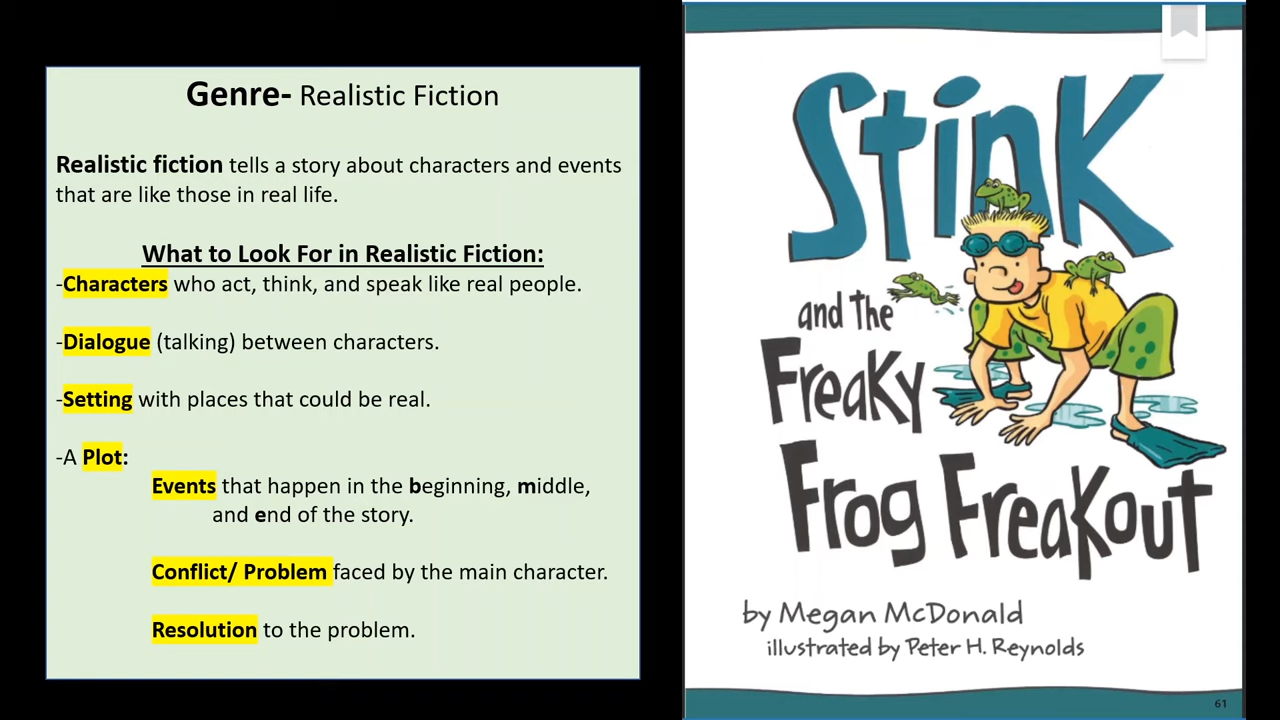 Genre- Realistic Fiction
Realistic fiction tells a story about characters and events
that are like those in real life.
What to Look For in Realistic Fiction:
-Characters who act, think, and speak like real people.
-Dialogue (talking) between characters.
-Setting with places that could be real.
-A Plot:
Events that happen in the beginning, middle,
and end of the story.
Conflict/ Problem faced by the main character.
Resolution to the problem.
Stink
and the
Freaky
Frog Freakout
by Megan McDonald
illustrated by Peter H. Reynolds
61